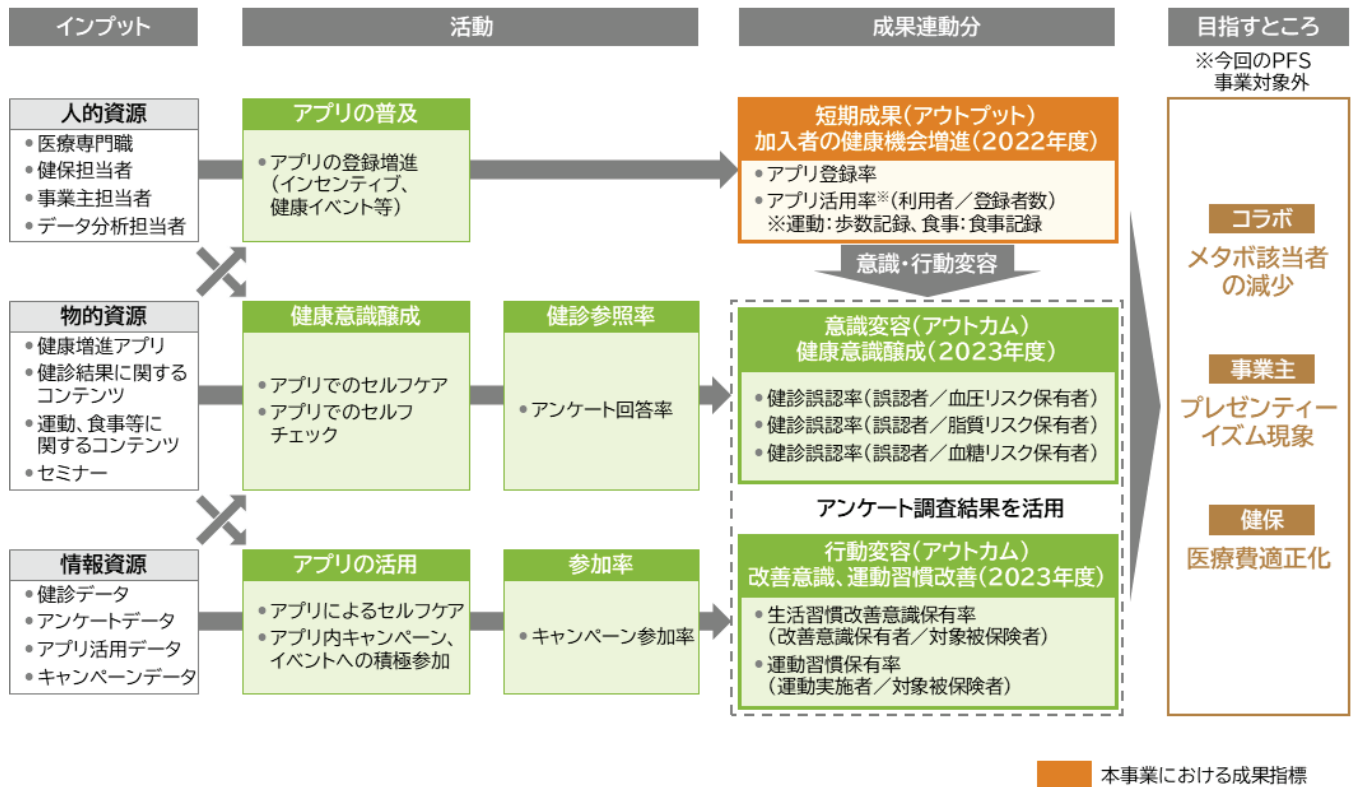 インプット
活動
成果連動分
目指すところ
※今回のPFS
事業対象外
人的資源
•医療専門職
•健保担当者
•事業主担当者
•データ分析担当者
アプリの普及
•アプリの登録増進
(インセンティブ、
健康イベント等)
短期成果(アウトプット)
加入者の健康機会増進(2022年度)
•アプリ登録率
•アプリ活用率※(利用者／登録者数)
※運動:歩数記録、食事:食事記録
意識・行動変容
物的資源
•健康増進アプリ
•健診結果に関する
コンテンツ
•運動、食事等に
関するコンテンツ
•セミナー
健康意識醸成
•アプリでのセルフケア
•アプリでのセルフ
チェック
健診参照率
•アンケート回答率
意識変容(アウトカム)
健康意識醸成(2023年度)
•健診誤認率(誤認者／血圧リスク保有者)
•健診誤認率(誤認者／脂質リスク保有者)
•健診誤認率(誤認者／血糖リスク保有者)
アンケート調査結果を活用
情報資源
•健診データ
•アンケートデータ
•アプリ活用データ
•キャンペーンデータ
アプリの活用
•アプリによるセルフケア
•アプリ内キャンペーン、
イベントへの積極参加
参加率
•キャンペーン参加率
行動変容(アウトカム)
改善意識、運動習慣改善(2023年度)
•生活習慣改善意識保有率
(改善意識保有者／対象被保険者)
•運動習慣保有率
(運動実施者／対象被保険者)
コラボ
メタボ該当者
の減少
事業主
プレゼンティー
イズム現象
健保
医療費適正化
本事業における成果指標